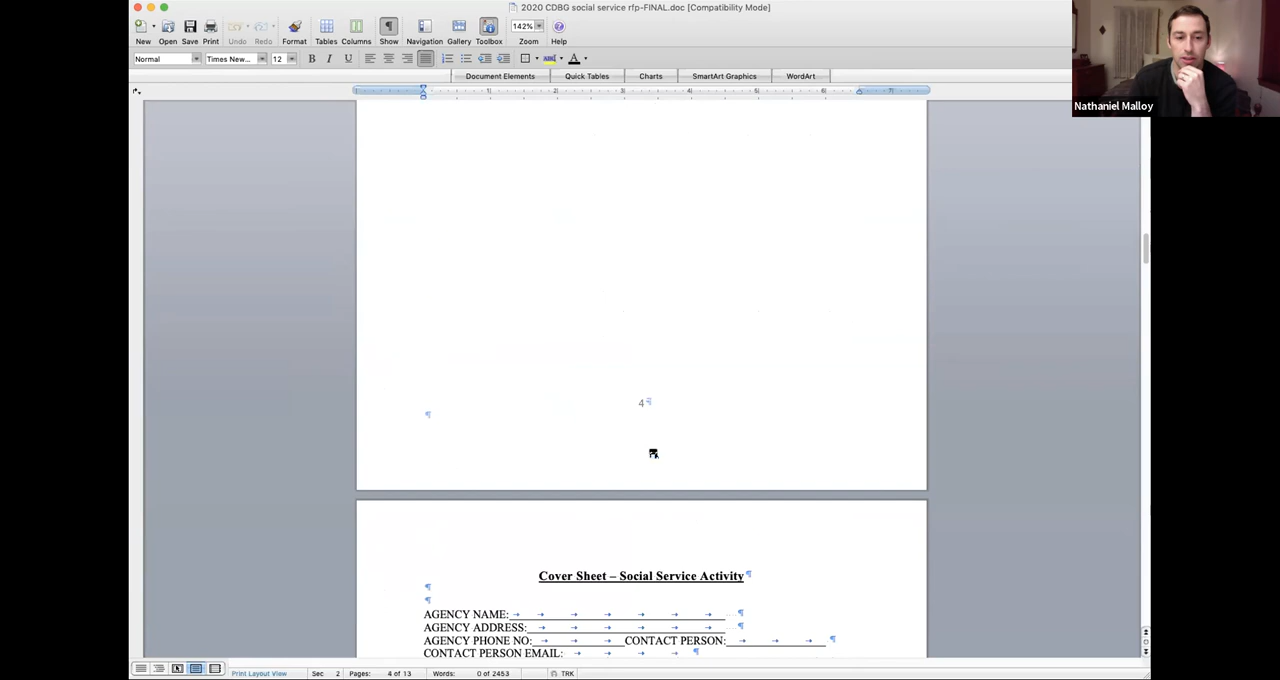 2020 CDBG social service rfp-FINAL.doc [Compatibility Mode]
New Open Save Print Undo Redo Format Tables Columns Show Navigation Gallery Toolbox Zoom Help
142%
Normal Times New... 12 B I U
Document Elements Quick Tables Charts SmartArt Graphics WordArt
Nathaniel Malloy
4
Cover Sheet – Social Service Activity
AGENCY NAME:
AGENCY ADDRESS:
AGENCY PHONE NO: CONTACT PERSON:
CONTACT PERSON EMAIL:
Print Layout View Sec 2 Pages: 4 of 13 Words: 0 of 2453 TRK